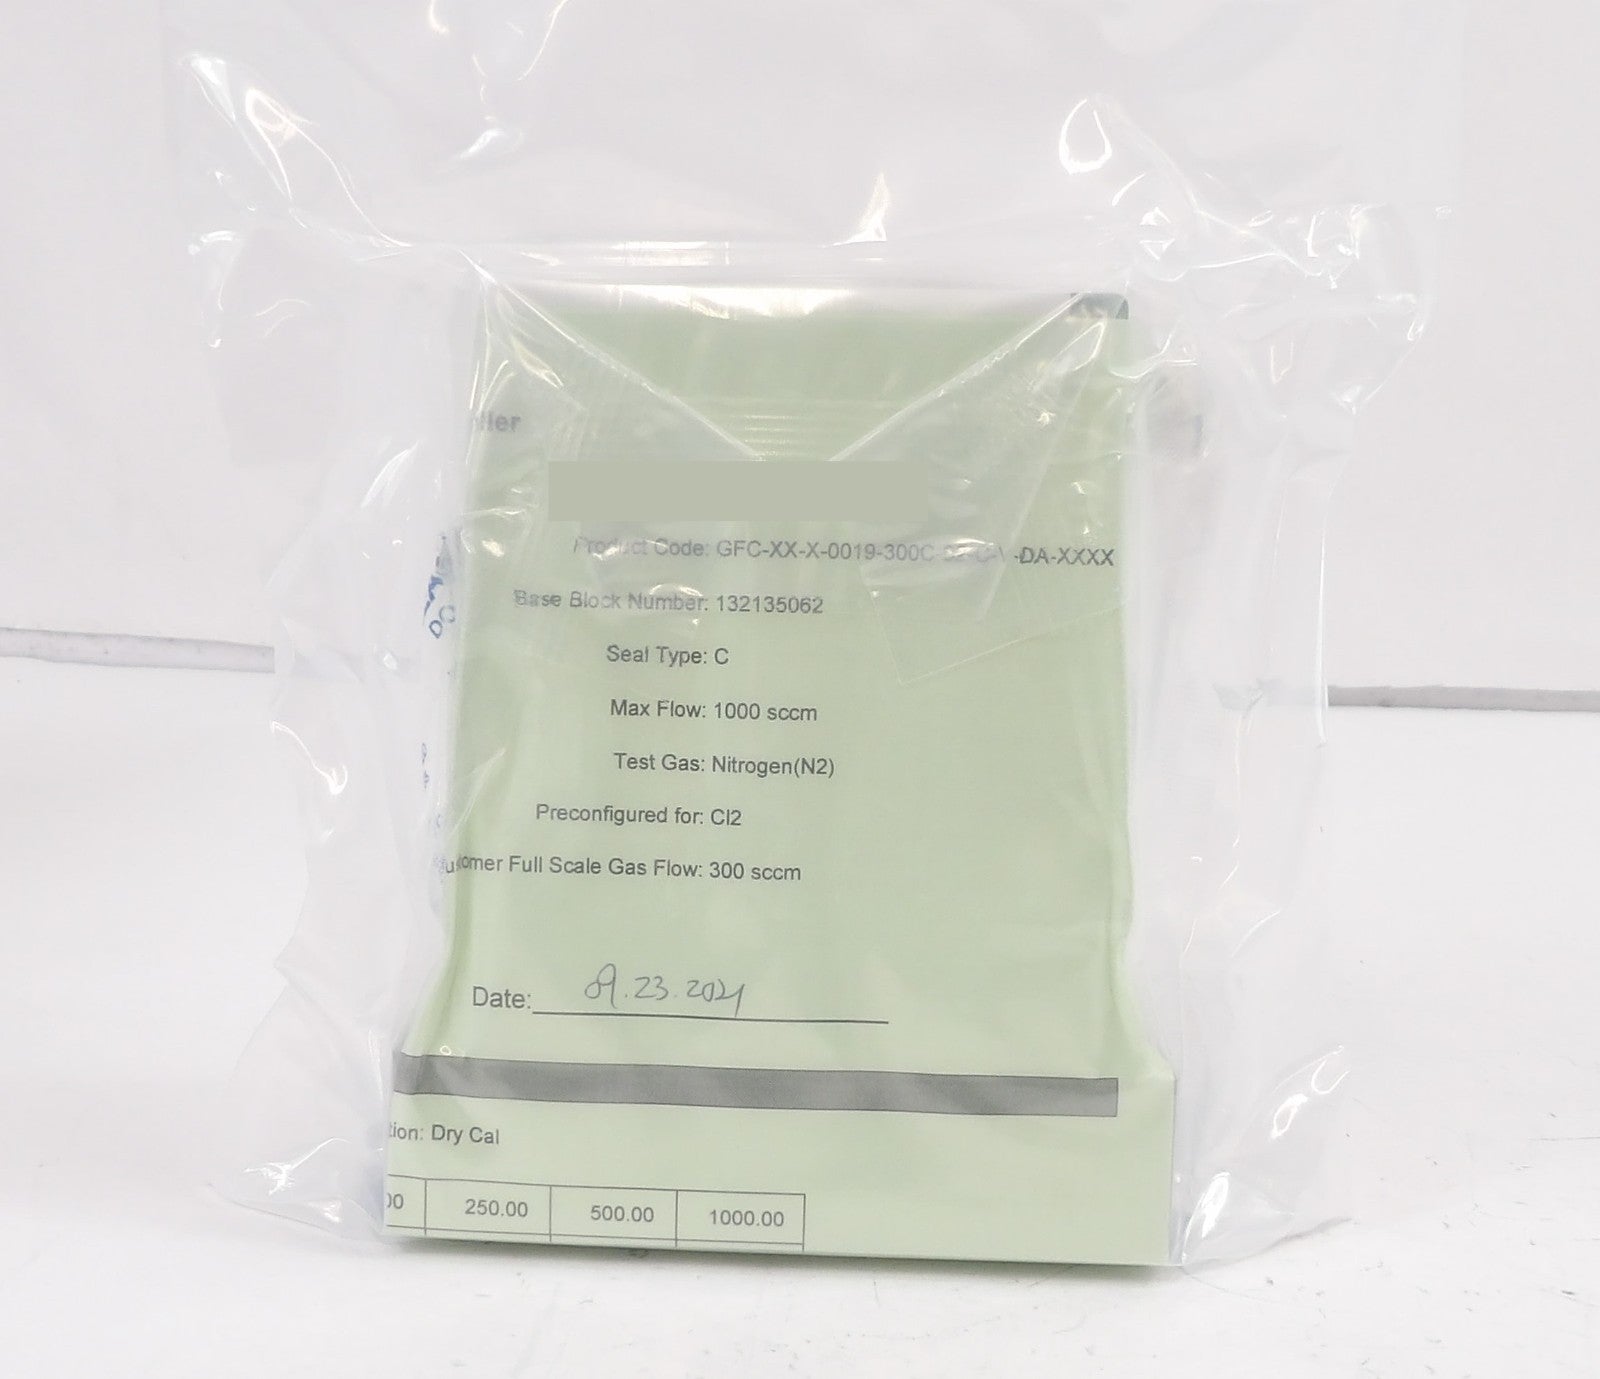 Product Code: GFC-XX-X-0019-300C -DA-XXXX
Base Block Number: 132135062
Seal Type: C
Max Flow: 1000 sccm
Test Gas: Nitrogen(N2)
Preconfigured for: Cl2
Full Scale Gas Flow: 300 sccm
Date: 09.23.2021
Dry Cal
250.00 500.00 1000.00